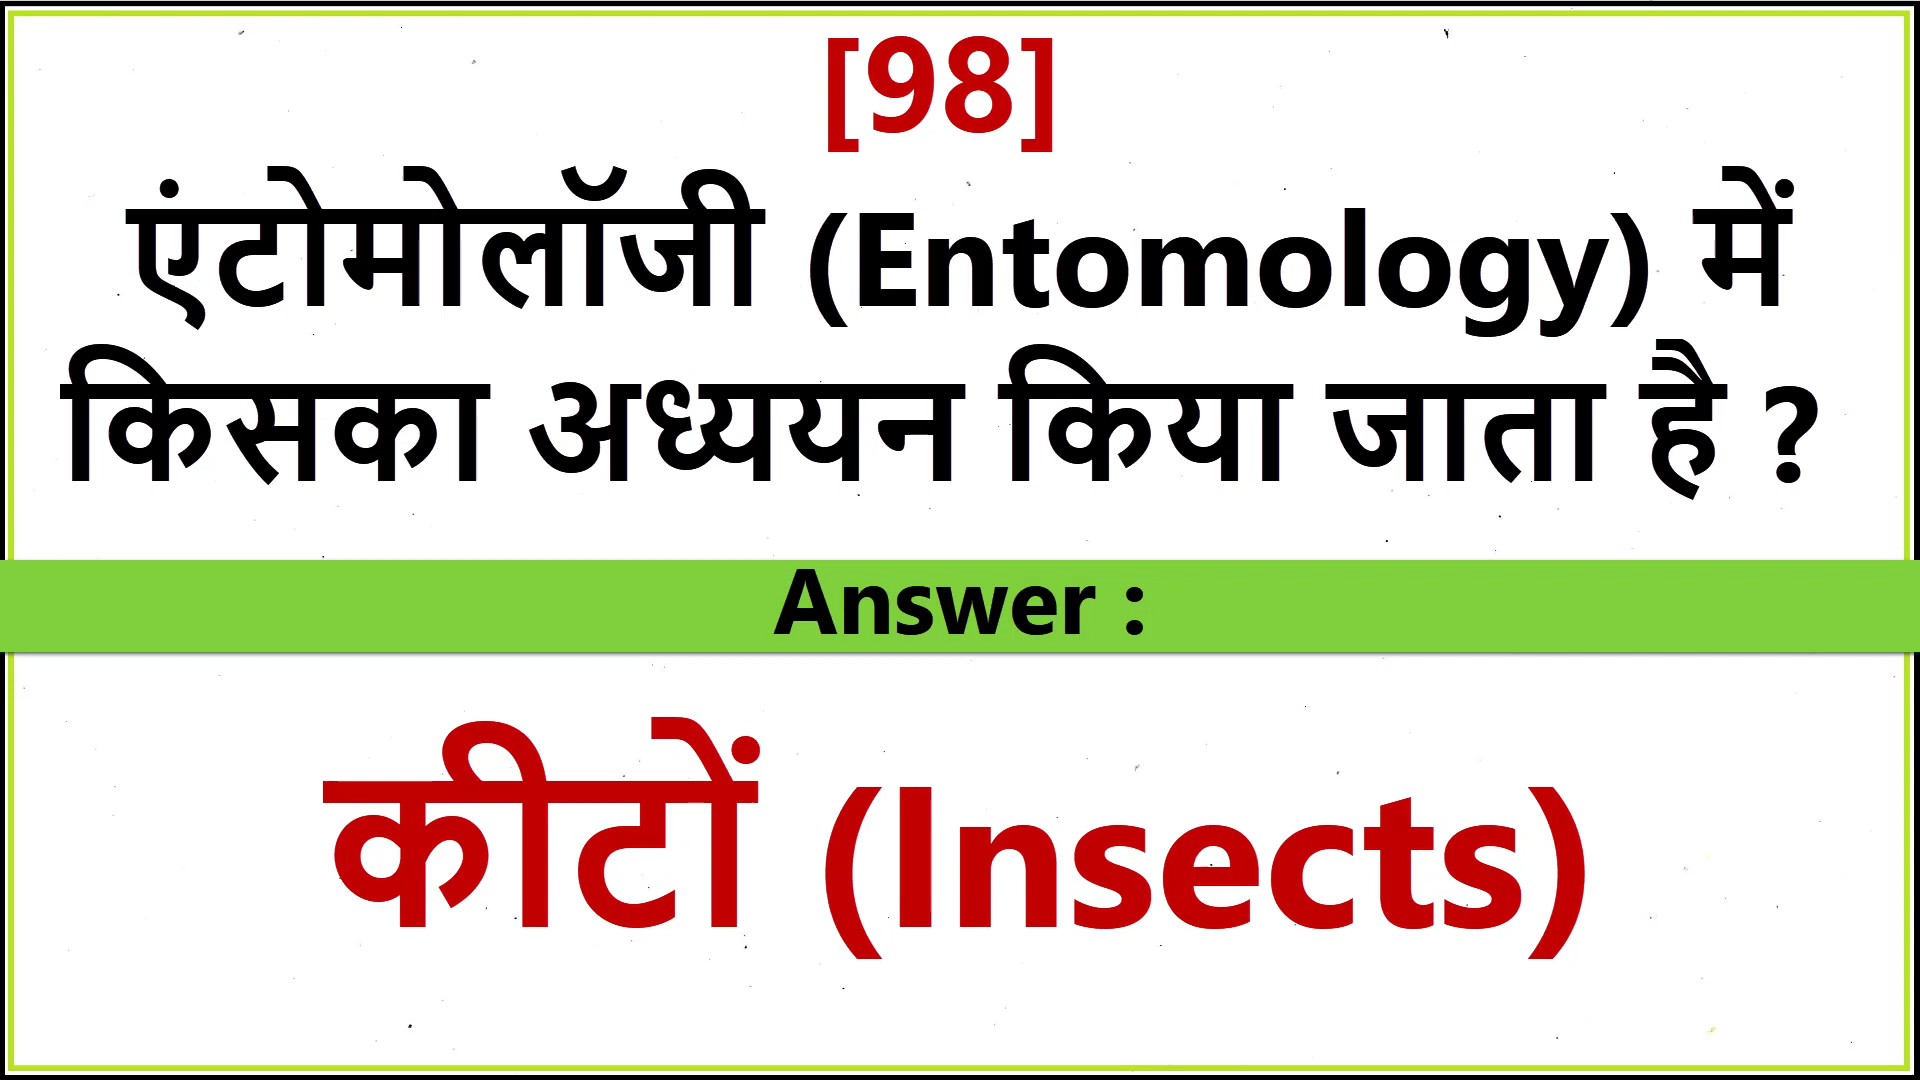 [98]
एंटोमोलॉजी (Entomology) में
किसका अध्ययन किया जाता है ?
Answer :
कीटों (Insects)